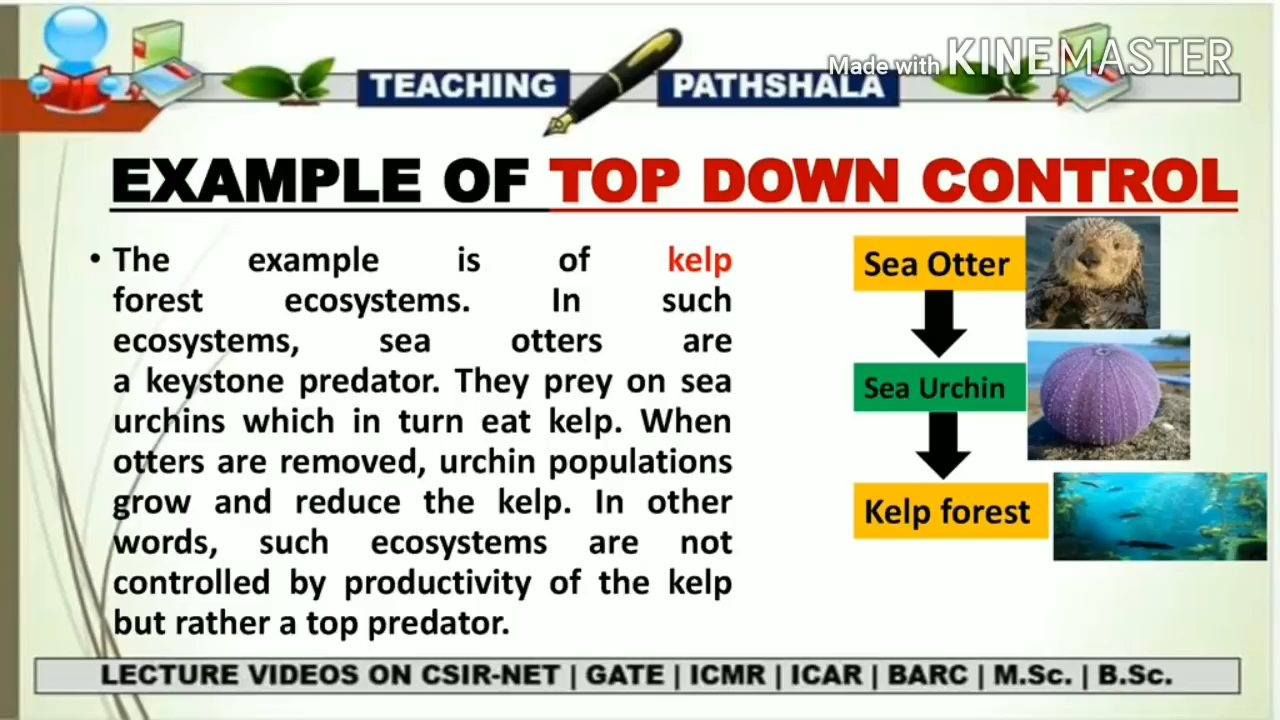 Made with KINEMASTER
TEACHING PATHSHALA
EXAMPLE OF TOP DOWN CONTROL
• The example is of kelp
forest ecosystems. In such
ecosystems, sea otters are
a keystone predator. They prey on sea
urchins which in turn eat kelp. When
otters are removed, urchin populations
grow and reduce the kelp. In other
words, such ecosystems are not
controlled by productivity of the kelp
but rather a top predator.
Sea Otter
Sea Urchin
Kelp forest
LECTURE VIDEOS ON CSIR-NET | GATE | ICMR | ICAR | BARC | M.Sc. | B.Sc.